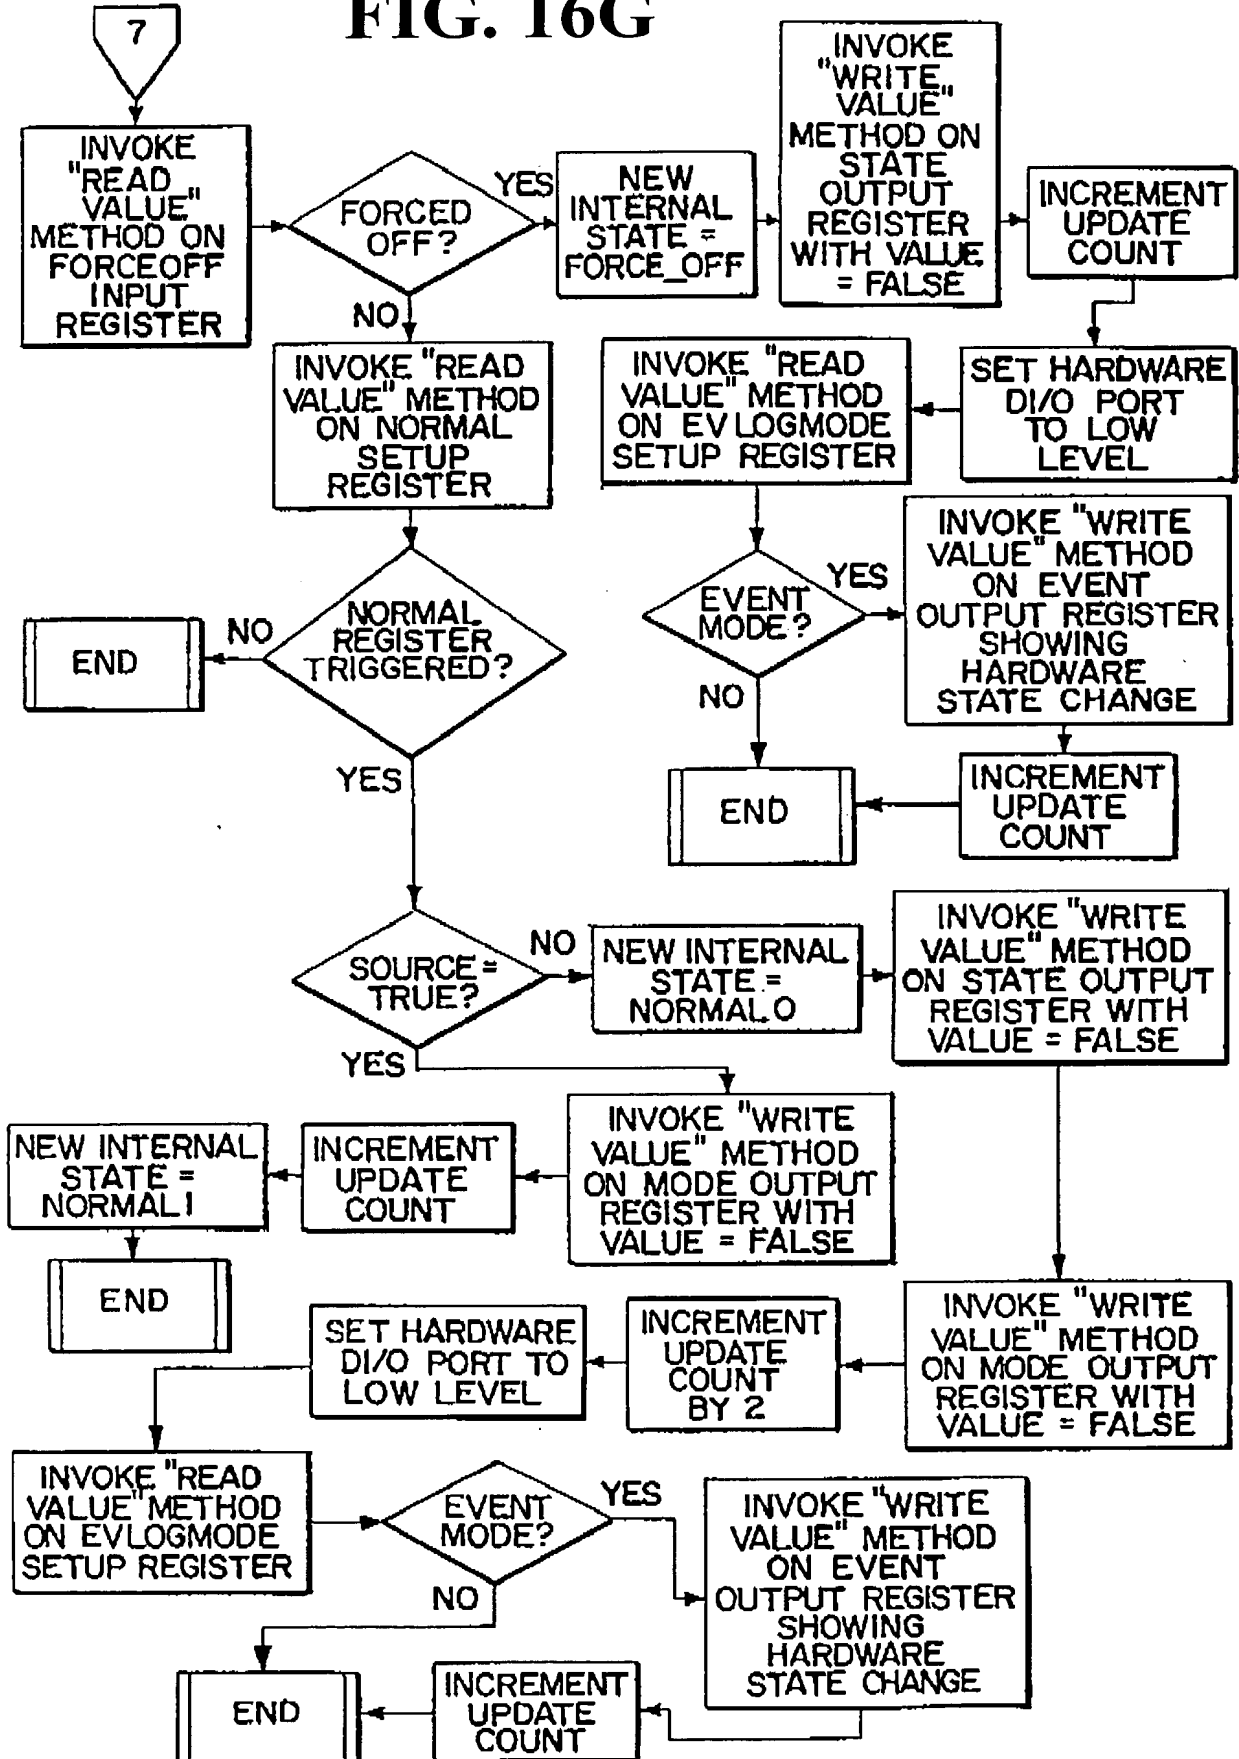 FIG. 16G
7
INVOKE
"READ
VALUE"
METHOD ON
FORCEOFF
INPUT
REGISTER
FORCED
OFF?
YES
NO
NEW
INTERNAL
STATE =
FORCE_OFF
INVOKE
"WRITE
VALUE"
METHOD ON
STATE
OUTPUT
REGISTER
WITH VALUE
= FALSE
INCREMENT
UPDATE
COUNT
SET HARDWARE
DI/O PORT
TO LOW
LEVEL
INVOKE "READ
VALUE" METHOD
ON EVLOGMODE
SETUP REGISTER
INVOKE "READ
VALUE" METHOD
ON NORMAL
SETUP
REGISTER
EVENT
MODE?
YES
NO
INVOKE "WRITE
VALUE" METHOD
ON EVENT
OUTPUT REGISTER
SHOWING
HARDWARE
STATE CHANGE
INCREMENT
UPDATE
COUNT
END
NORMAL
REGISTER
TRIGGERED?
NO
END
YES
SOURCE =
TRUE?
NO
NEW INTERNAL
STATE =
NORMAL0
INVOKE "WRITE
VALUE" METHOD
ON STATE OUTPUT
REGISTER WITH
VALUE = FALSE
YES
INVOKE "WRITE
VALUE" METHOD
ON MODE OUTPUT
REGISTER WITH
VALUE = FALSE
INCREMENT
UPDATE
COUNT
NEW INTERNAL
STATE =
NORMAL1
END
INVOKE "WRITE
VALUE" METHOD
ON MODE OUTPUT
REGISTER WITH
VALUE = FALSE
INCREMENT
UPDATE
COUNT
BY 2
SET HARDWARE
DI/O PORT TO
LOW LEVEL
INVOKE "READ
VALUE" METHOD
ON EVLOGMODE
SETUP REGISTER
EVENT
MODE?
YES
NO
INVOKE "WRITE
VALUE" METHOD
ON EVENT
OUTPUT REGISTER
SHOWING
HARDWARE
STATE CHANGE
INCREMENT
UPDATE
COUNT
END